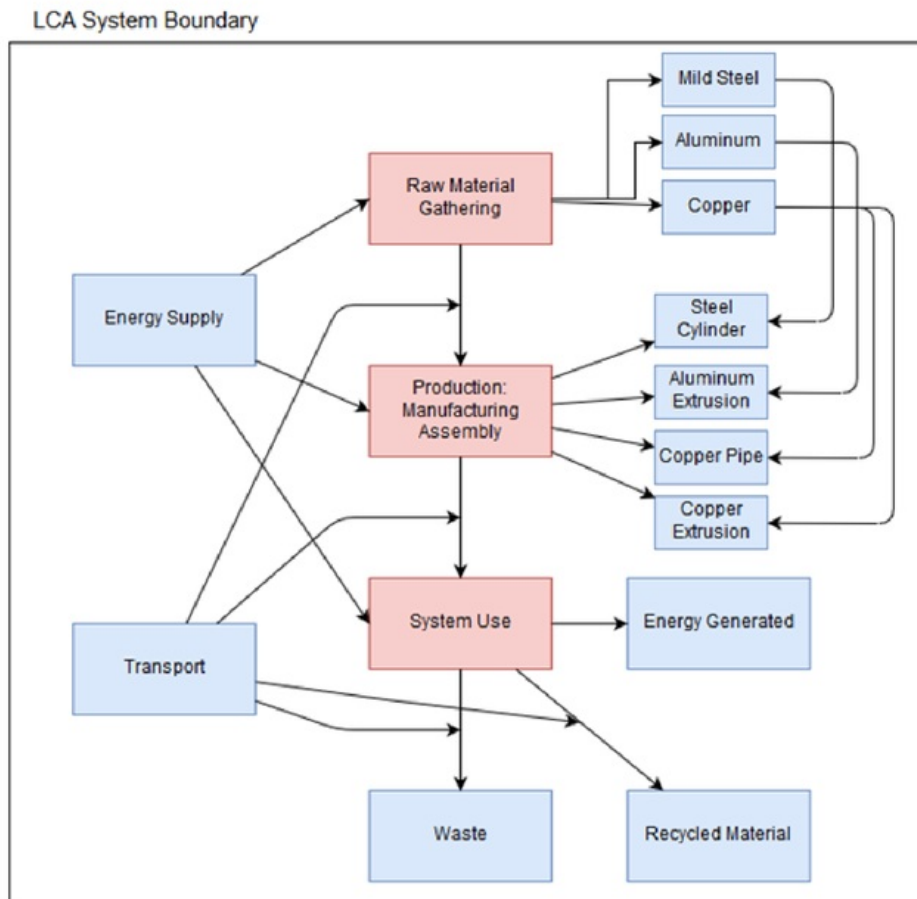 LCA System Boundary
Mild Steel
Aluminum
Raw Material
Gathering
Copper
Energy Supply
Steel
Cylinder
Production:
Manufacturing
Assembly
Aluminum
Extrusion
Copper Pipe
Copper
Extrusion
System Use
Energy Generated
Transport
Waste
Recycled Material